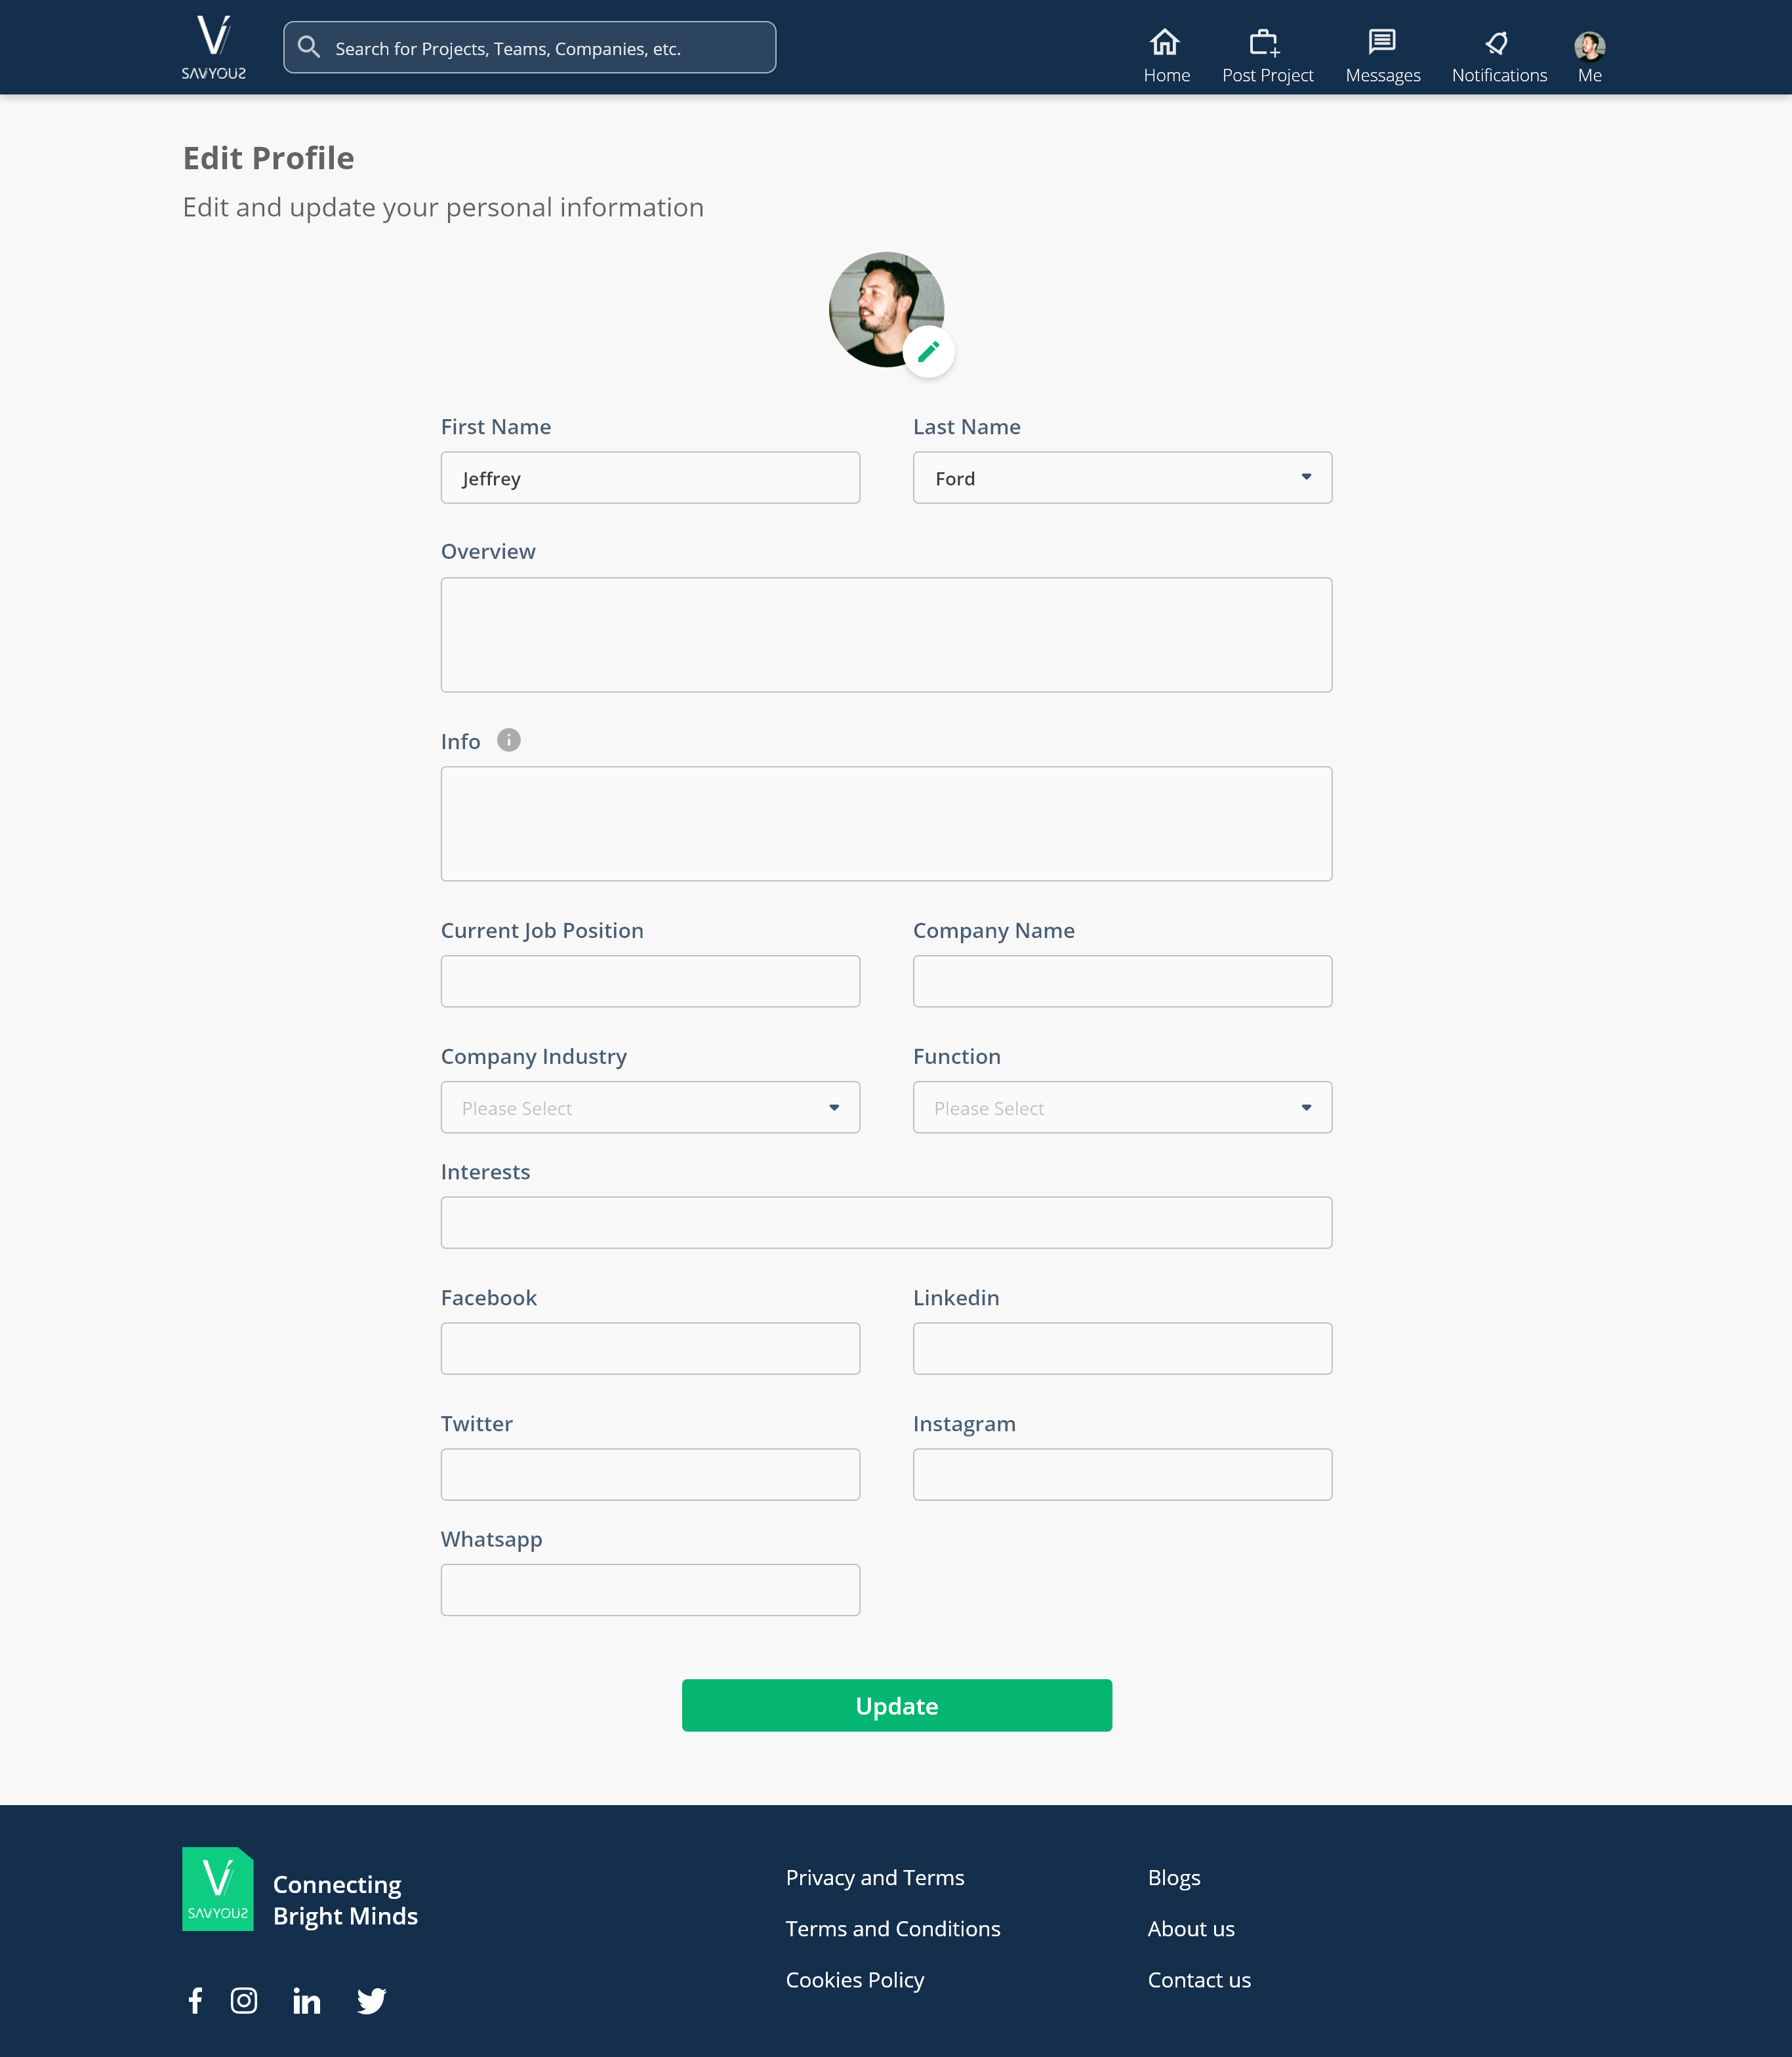 SAVYOUS
Search for Projects, Teams, Companies, etc.
Home
Post Project
Messages
Notifications
Me
Edit Profile
Edit and update your personal information
First Name
Last Name
Jeffrey
Ford
Overview
Info
Current Job Position
Company Name
Company Industry
Function
Please Select
Please Select
Interests
Facebook
Linkedin
Twitter
Instagram
Whatsapp
Update
SAVYOUS
Connecting
Bright Minds
Privacy and Terms
Blogs
Terms and Conditions
About us
Cookies Policy
Contact us